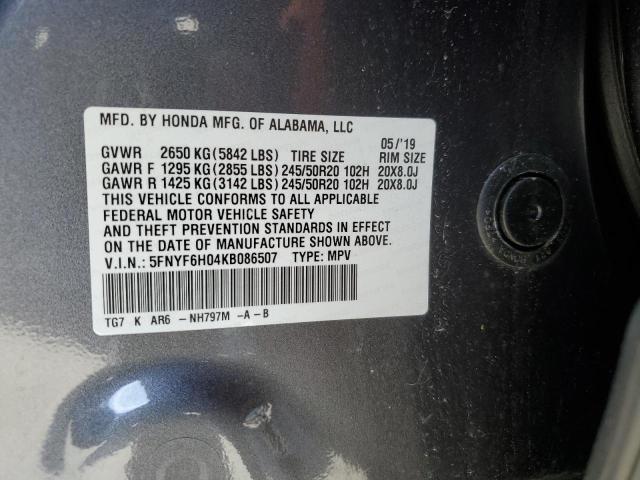 MFD. BY HONDA MFG. OF ALABAMA, LLC
05/'19
GVWR 2650 KG (5842 LBS) TIRE SIZE RIM SIZE
GAWR F 1295 KG (2855 LBS) 245/50R20 102H 20X8.0J
GAWR R 1425 KG (3142 LBS) 245/50R20 102H 20X8.0J
THIS VEHICLE CONFORMS TO ALL APPLICABLE
FEDERAL MOTOR VEHICLE SAFETY
AND THEFT PREVENTION STANDARDS IN EFFECT
ON THE DATE OF MANUFACTURE SHOWN ABOVE.
V.I.N.: 5FNYF6H04KB086507 TYPE: MPV
TG7 K AR6 -NH797M -A-B